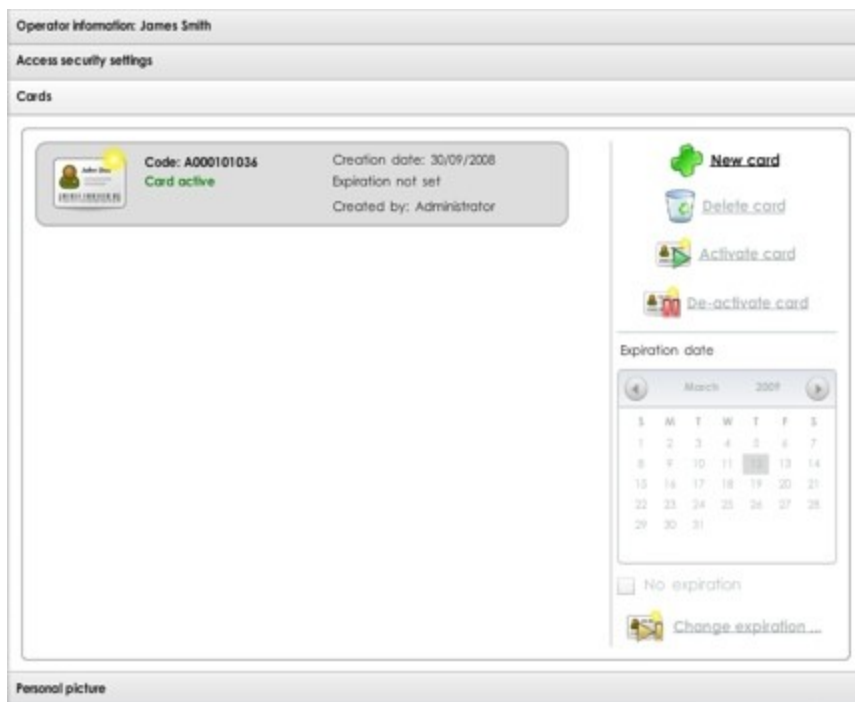 Operator information: James Smith
Access security settings
Cards
John Doe
Code: A000101036
Card active
Creation date: 30/09/2008
Expiration not set
Created by: Administrator
New card
Delete card
Activate card
De-activate card
Expiration date
March 2009
S M T W T F S
1 2 3 4 5 6 7
8 9 10 11 12 13 14
15 16 17 18 19 20 21
22 23 24 25 26 27 28
29 30 31
No expiration
Change expiration ...
Personal picture